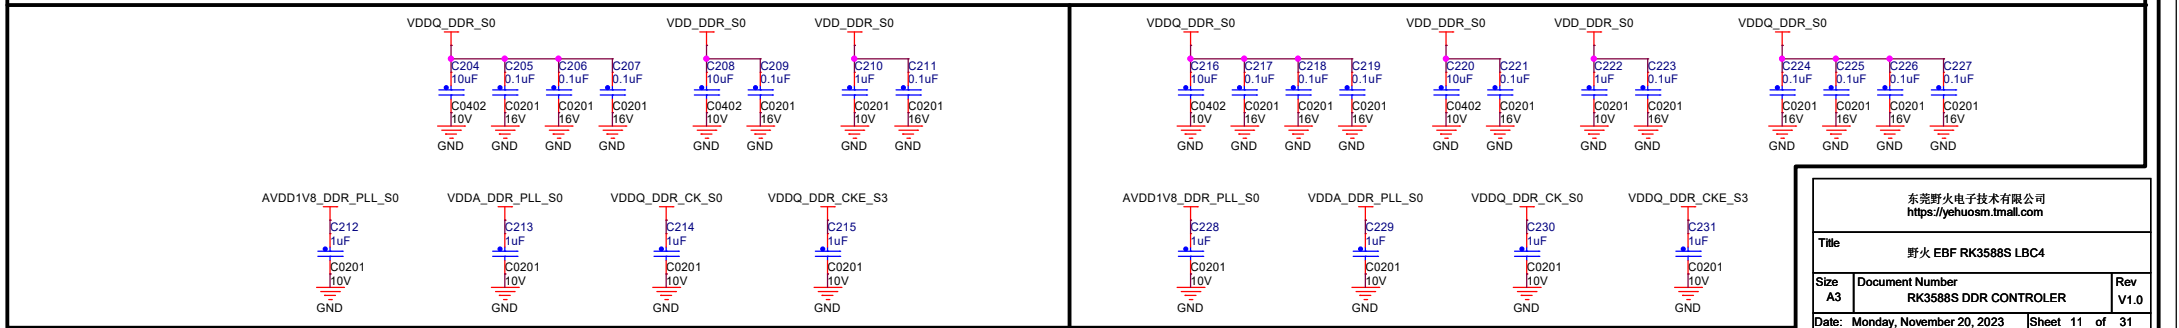 VDDQ_DDR_S0 VDD_DDR_S0 VDD_DDR_S0 VDDQ_DDR_S0 VDD_DDR_S0 VDD_DDR_S0 VDDQ_DDR_S0
C204 C205 C206 C207 C208 C209 C210 C211 C216 C217 C218 C219 C220 C221 C222 C223 C224 C225 C226 C227
10uF 0.1uF 0.1uF 0.1uF 10uF 0.1uF 1uF 0.1uF 10uF 0.1uF 0.1uF 0.1uF 10uF 0.1uF 1uF 0.1uF 0.1uF 0.1uF 0.1uF 0.1uF
C0402 C0201 C0201 C0201 C0402 C0201 C0201 C0201 C0402 C0201 C0201 C0201 C0402 C0201 C0201 C0201 C0201 C0201 C0201 C0201
10V 16V 16V 16V 10V 16V 10V 16V 10V 16V 16V 16V 10V 16V 10V 16V 16V 16V 16V 16V
GND GND GND GND GND GND GND GND GND GND GND GND GND GND GND GND GND GND GND GND
AVDD1V8_DDR_PLL_S0 VDDA_DDR_PLL_S0 VDDQ_DDR_CK_S0 VDDQ_DDR_CKE_S3 AVDD1V8_DDR_PLL_S0 VDDA_DDR_PLL_S0 VDDQ_DDR_CK_S0 VDDQ_DDR_CKE_S3
C212 C213 C214 C215 C228 C229 C230 C231
1uF 1uF 1uF 1uF 1uF 1uF 1uF 1uF
C0201 C0201 C0201 C0201 C0201 C0201 C0201 C0201
10V 10V 10V 10V 10V 10V 10V 10V
GND GND GND GND GND GND GND GND
东莞野火电子技术有限公司
https://yehuosm.tmall.com
Title
野火 EBF RK3588S LBC4
Size Document Number Rev
A3 RK3588S DDR CONTROLER V1.0
Date: Monday, November 20, 2023 Sheet 11 of 31